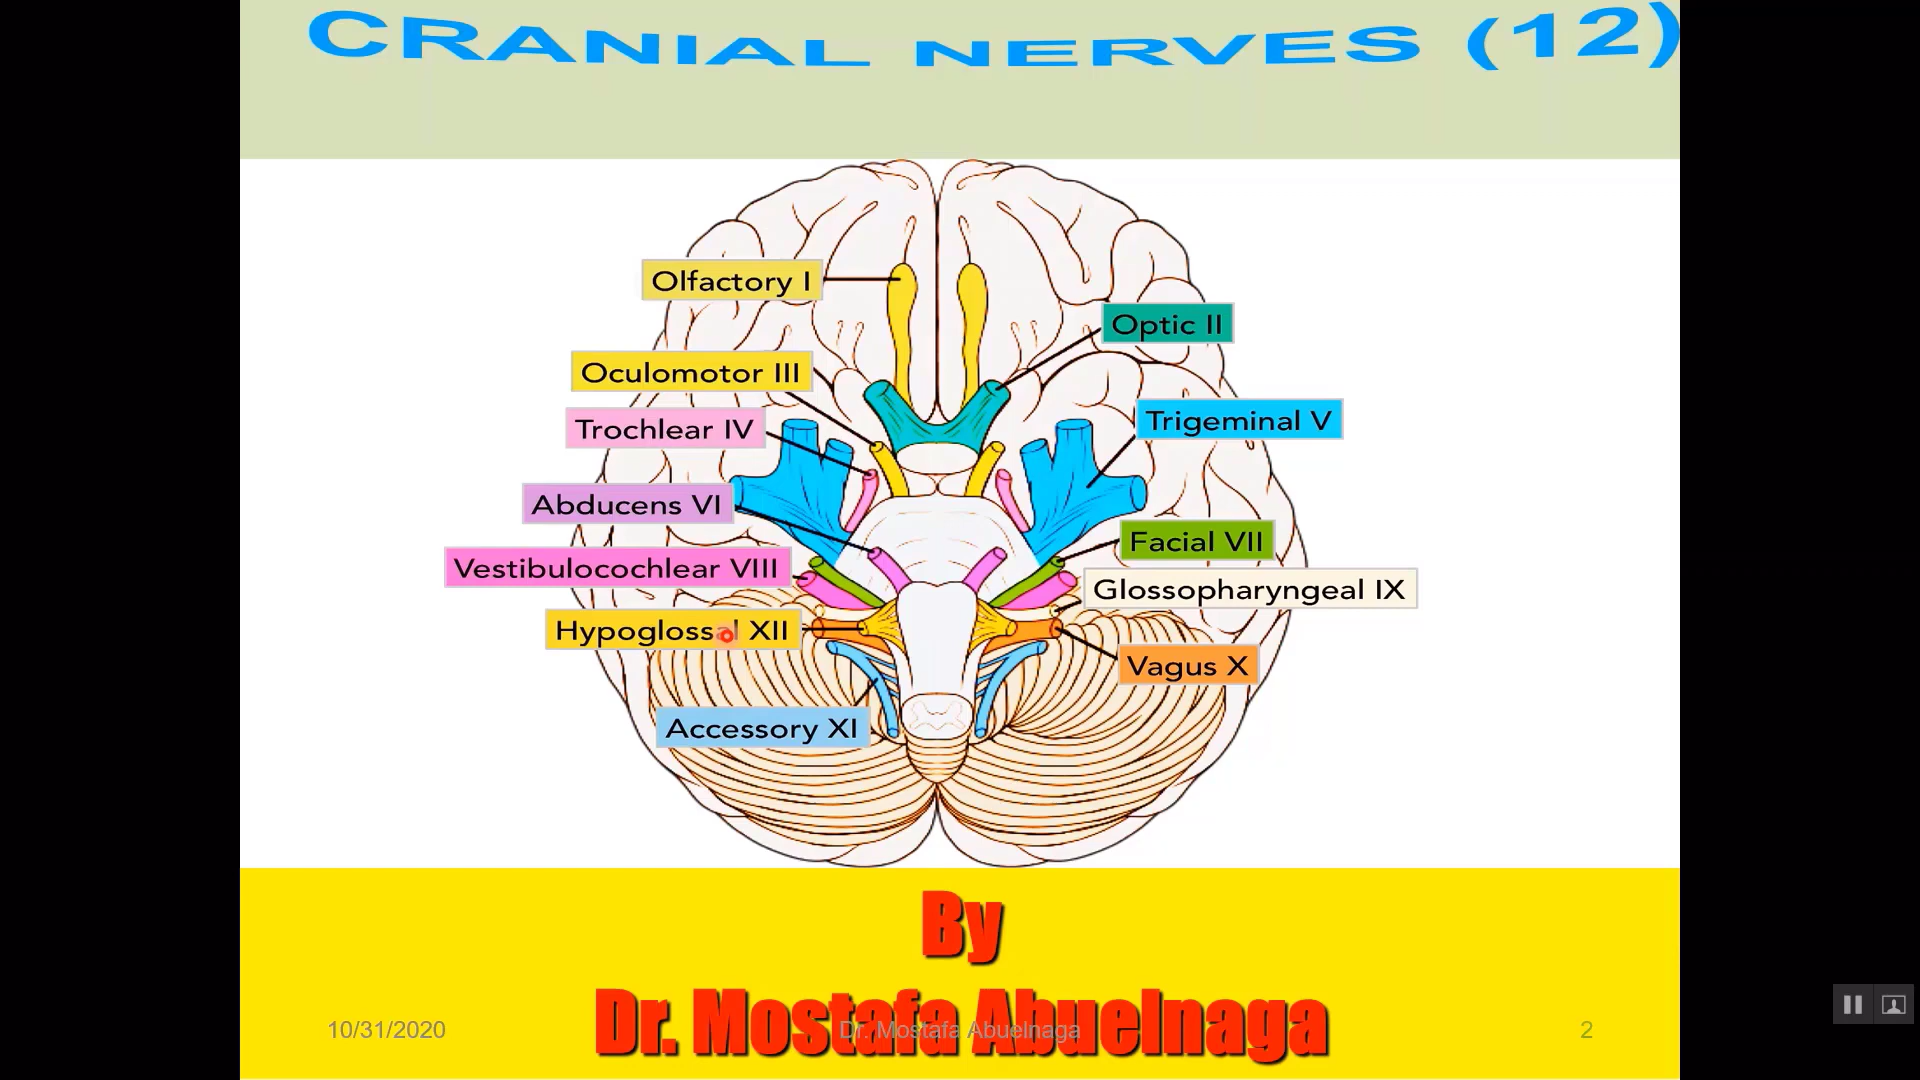 CRANIAL NERVES (12)
Olfactory I
Optic II
Oculomotor III
Trochlear IV
Trigeminal V
Abducens VI
Facial VII
Vestibulocochlear VIII
Glossopharyngeal IX
Hypoglossal XII
Vagus X
Accessory XI
By
Dr. Mostafa Abuelnaga
10/31/2020
Dr. Mostafa Abuelnaga
2